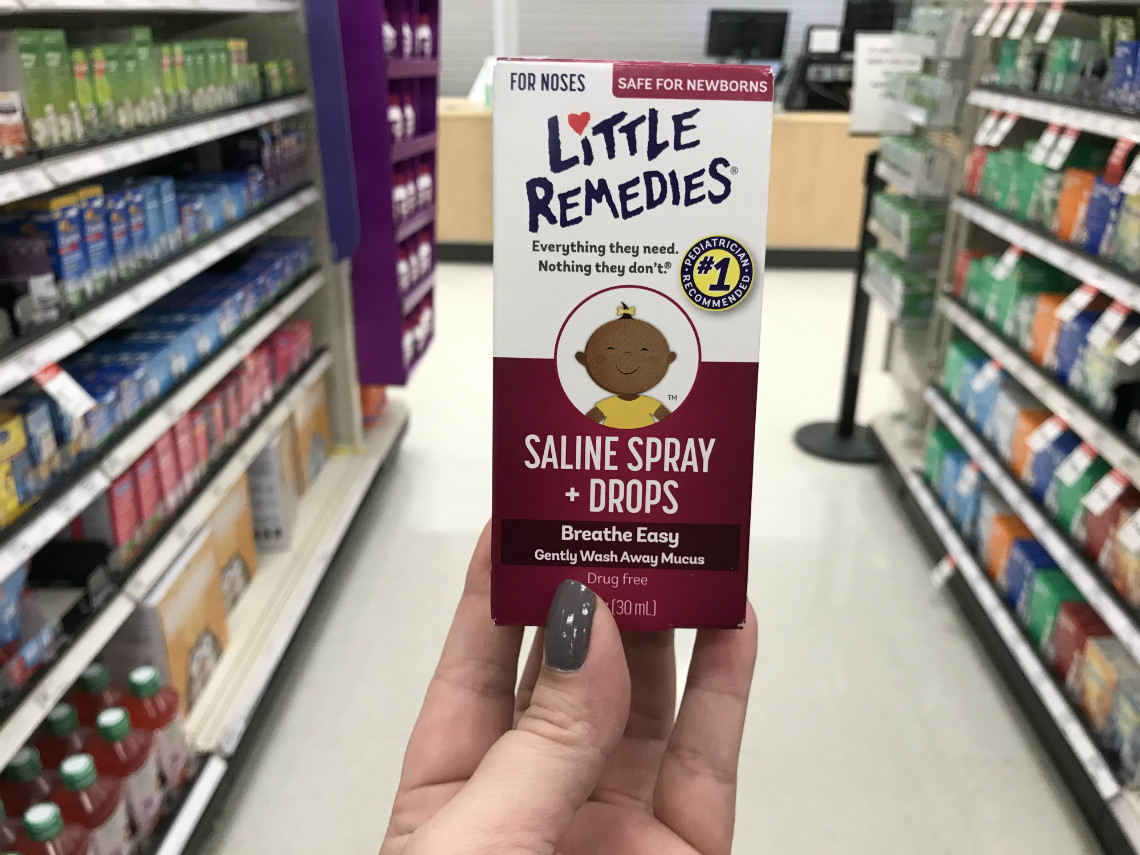 FOR NOSES
SAFE FOR NEWBORNS
LITTLE
REMEDIES®
Everything they need.
Nothing they don't.®
PEDIATRICIAN
#1
RECOMMENDED
TM
SALINE SPRAY
+ DROPS
Breathe Easy
Gently Wash Away Mucus
Drug free
(30 mL)